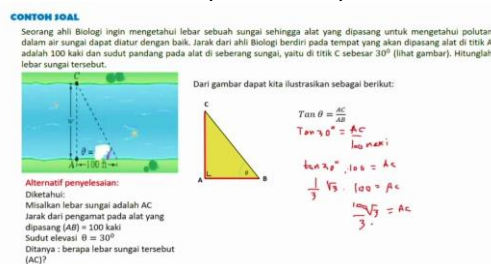 CONTOH SOAL
Seorang ahli Biologi ingin mengetahui lebar sebuah sungai sehingga alat yang dipasang untuk mengetahui polutan
dalam air sungai dapat diatur dengan baik. Jarak dari ahli Biologi berdiri pada tempat yang akan dipasang alat di titik A
adalah 100 kaki dan sudut pandang pada alat di seberang sungai, yaitu di titik C sebesar 30⁰ (lihat gambar). Hitunglah
lebar sungai tersebut.
C
θ =
A
100 ft
Dari gambar dapat kita ilustrasikan sebagai berikut:
C
A
θ
B
Tan θ = AC/AB
Tan 30° = AC/100 kaki
tan 30° . 100 = AC
1/3 √3 . 100 = AC
100√3/3 = AC
Alternatif penyelesaian:
Diketahui:
Misalkan lebar sungai adalah AC
Jarak dari pengamat pada alat yang
dipasang (AB) = 100 kaki
Sudut elevasi θ = 30⁰
Ditanya : berapa lebar sungai tersebut
(AC)?